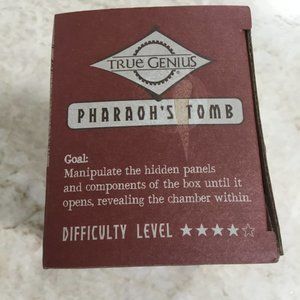 TRUE GENIUS®
PHARAOH'S TOMB
Goal:
Manipulate the hidden panels
and components of the box until it
opens, revealing the chamber within.
DIFFICULTY LEVEL ★★★★☆